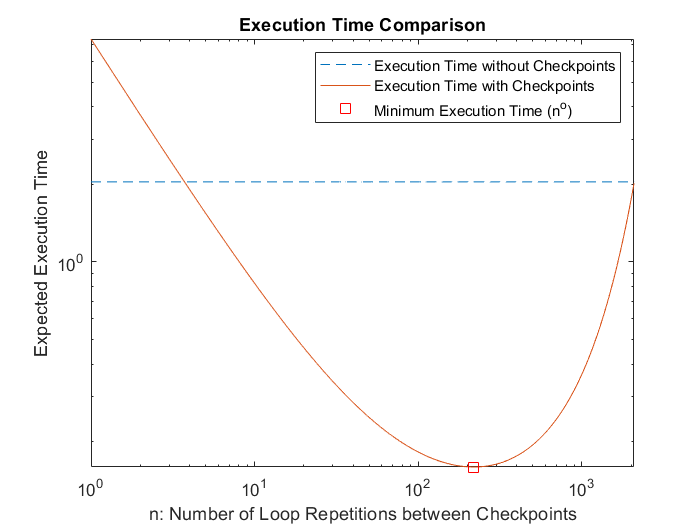 Execution Time Comparison
Execution Time without Checkpoints
Execution Time with Checkpoints
Minimum Execution Time (n^o)
Expected Execution Time
10^0
10^0
10^1
10^2
10^3
n: Number of Loop Repetitions between Checkpoints